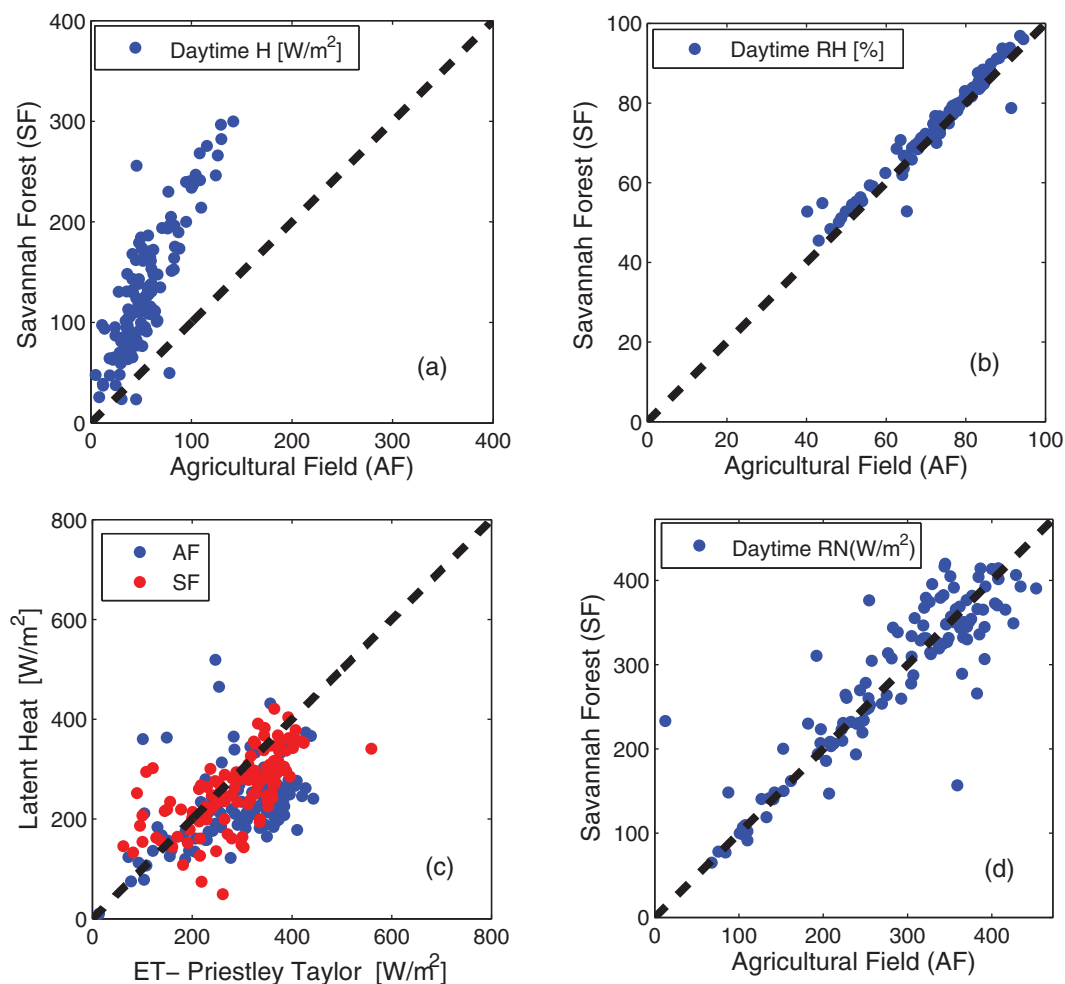 Daytime H [W/m²]
Savannah Forest (SF)
400
300
200
100
0
(a)
0 100 200 300 400
Agricultural Field (AF)
Daytime RH [%]
Savannah Forest (SF)
100
80
60
40
20
0
(b)
0 20 40 60 80 100
Agricultural Field (AF)
AF
SF
Latent Heat [W/m²]
800
600
400
200
0
(c)
0 200 400 600 800
ET− Priestley Taylor [W/m²]
Daytime RN(W/m²)
Savannah Forest (SF)
400
300
200
100
0
(d)
0 100 200 300 400
Agricultural Field (AF)